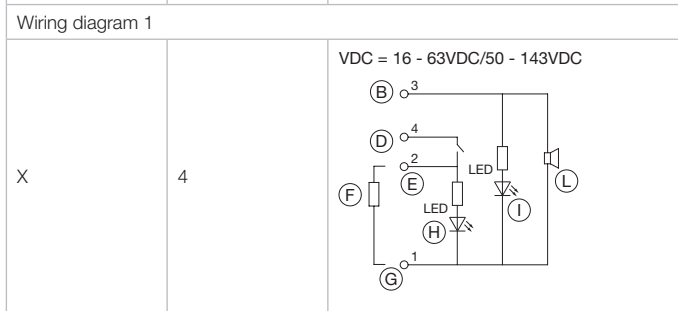 Wiring diagram 1
X
4
VDC = 16 - 63VDC/50 - 143VDC
B 3
D 4
E 2
F
LED
LED
H
I
L
G 1